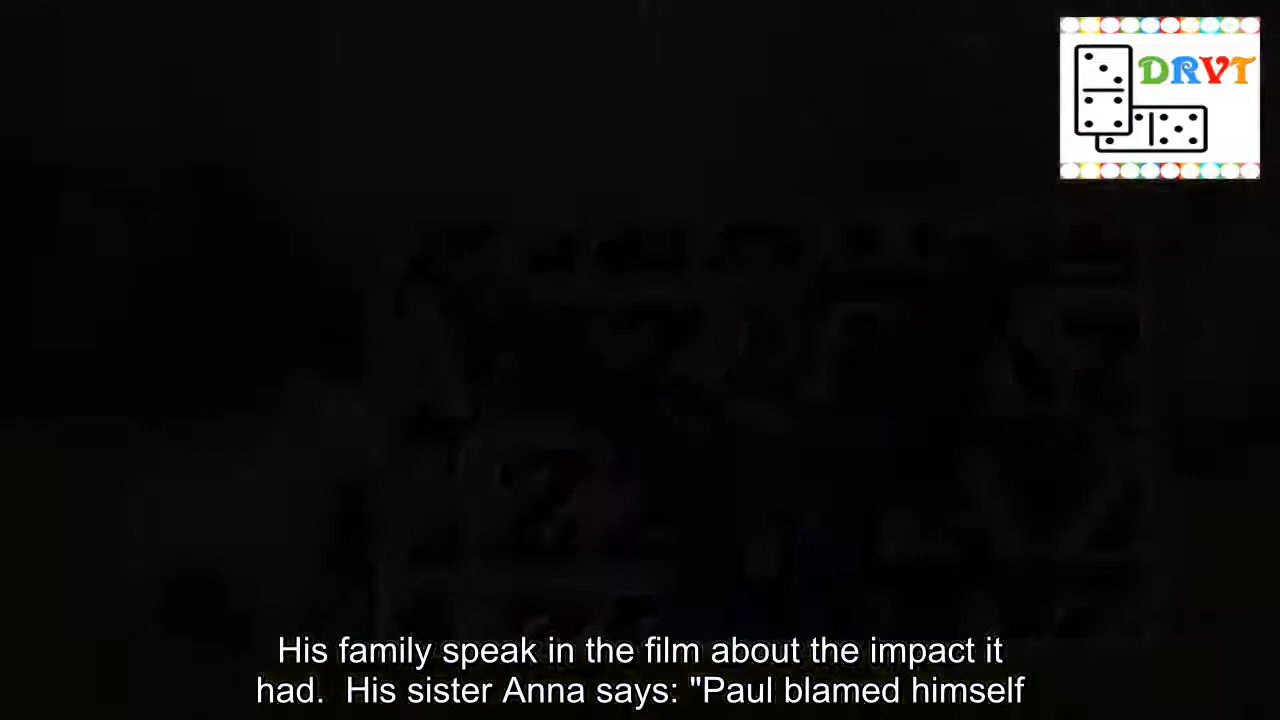 DRVT
His family speak in the film about the impact it
had.  His sister Anna says: "Paul blamed himself